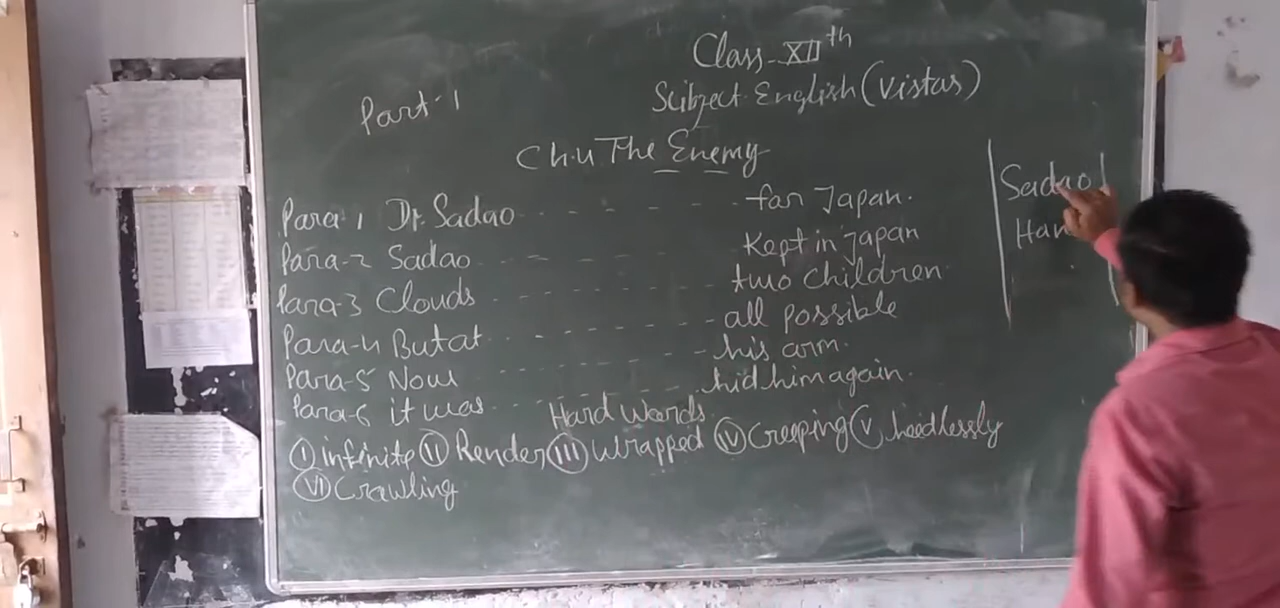 Class-XIIth
Part-1
Subject-English (Vistas)
Ch.4 The Enemy
Para-1 Dr. Sadao - - - - - - - far Japan.
Para-2 Sadao - - - - - - Kept in Japan
Para-3 Clouds - - - - - - - two children
Para-4 But at - - - - - - - all possible
Para-5 Now - - - - - - - his arm.
Para-6 it was - - - - - - - hid him again.
Hard Words.
(I) infinite (II) Render (III) Wrapped (IV) Creeping (V) heedlessly
(VI) Crawling
Sadao
Han